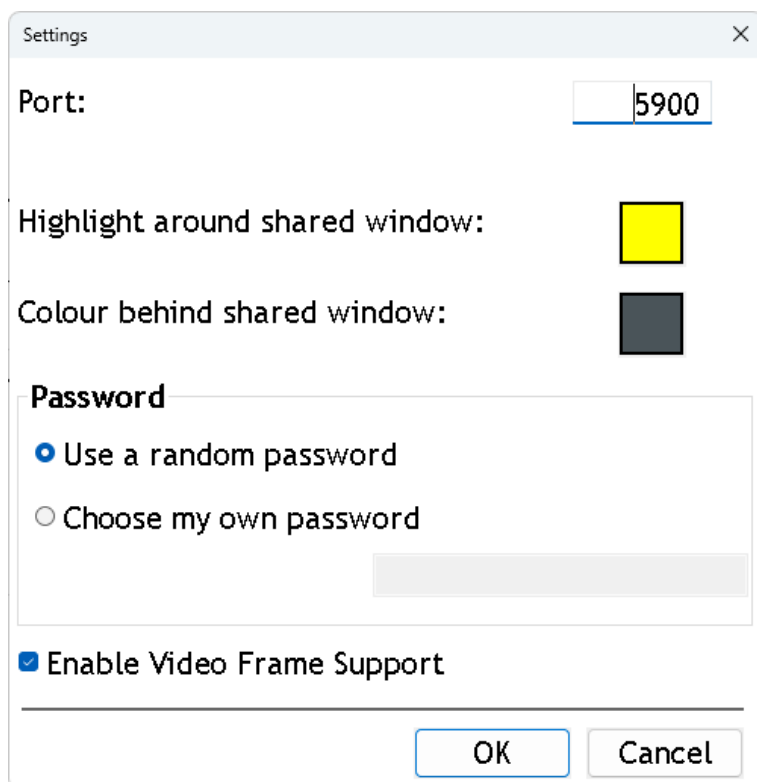 Settings
Port: 5900
Highlight around shared window:
Colour behind shared window:
Password
Use a random password
Choose my own password
Enable Video Frame Support
OK Cancel